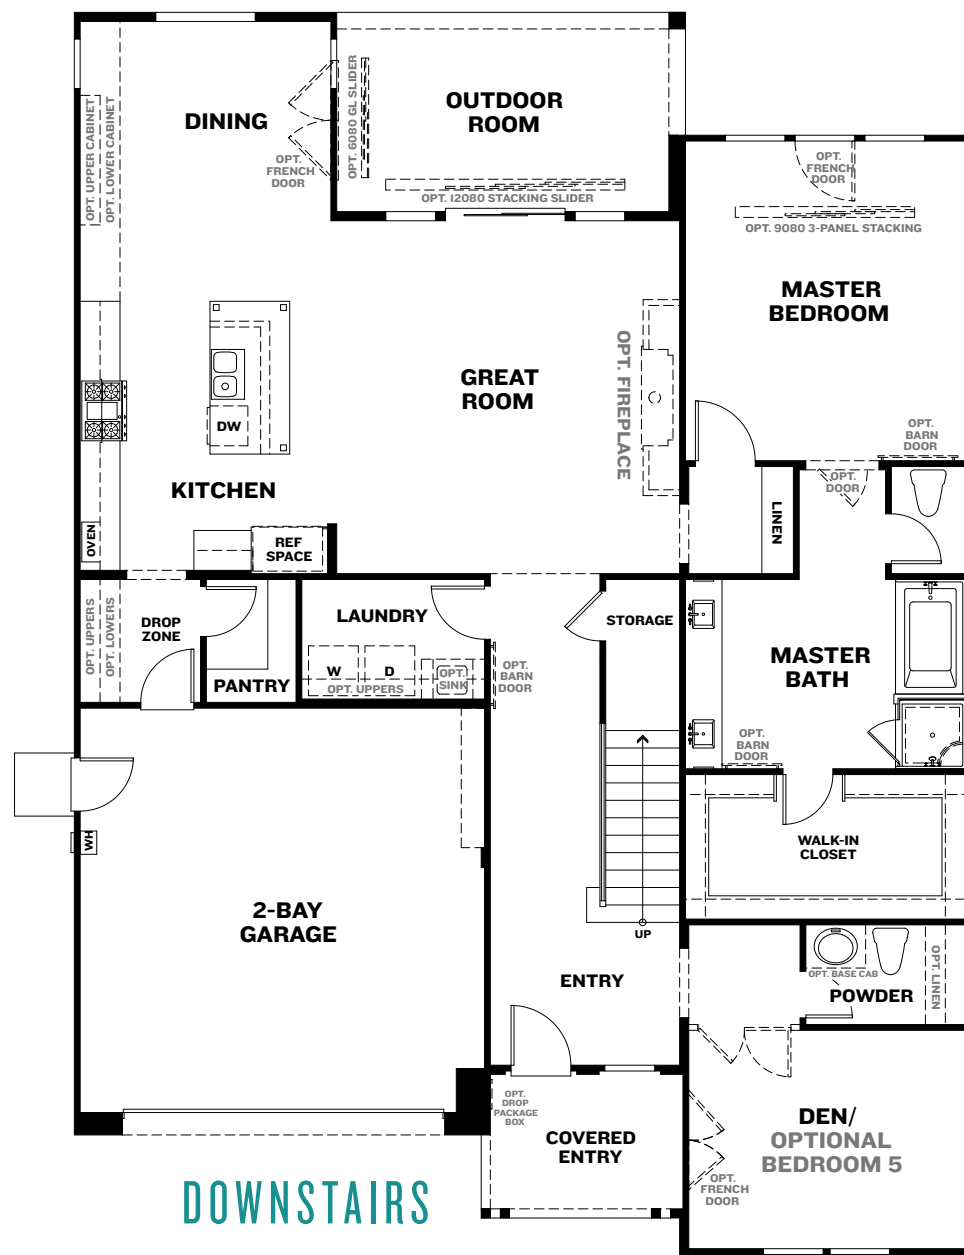 DINING
OPT. UPPER CABINET
OPT. LOWER CABINET
OPT.
FRENCH
DOOR
OPT. 6080 GL SLIDER
OUTDOOR
ROOM
OPT. 12080 STACKING SLIDER
OPT.
FRENCH
DOOR
OPT. 9080 3-PANEL STACKING
MASTER
BEDROOM
GREAT
ROOM
OPT. FIREPLACE
DW
KITCHEN
OVEN
REF
SPACE
OPT.
BARN
DOOR
OPT.
DOOR
LINEN
OPT. UPPERS
OPT. LOWERS
DROP
ZONE
PANTRY
LAUNDRY
W
D
OPT. UPPERS
OPT.
SINK
OPT.
BARN
DOOR
STORAGE
MASTER
BATH
OPT.
BARN
DOOR
WALK-IN
CLOSET
WH
2-BAY
GARAGE
UP
ENTRY
OPT. BASE CAB
POWDER
OPT. LINEN
OPT.
DROP
PACKAGE
BOX
COVERED
ENTRY
DEN/
OPTIONAL
BEDROOM 5
OPT.
FRENCH
DOOR
DOWNSTAIRS